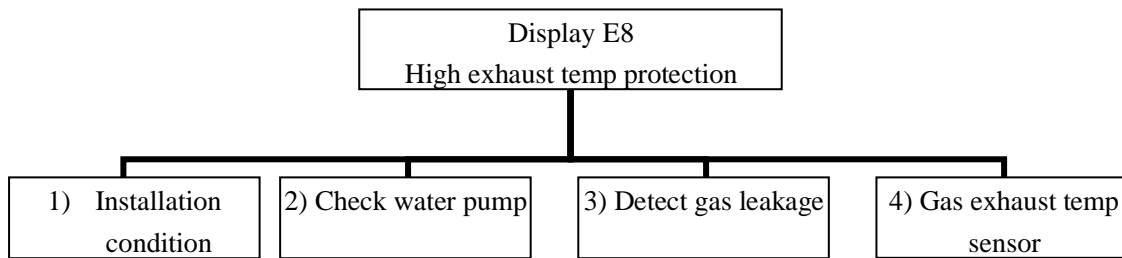 Display E8
High exhaust temp protection
1) Installation
condition
2) Check water pump
3) Detect gas leakage
4) Gas exhaust temp
sensor